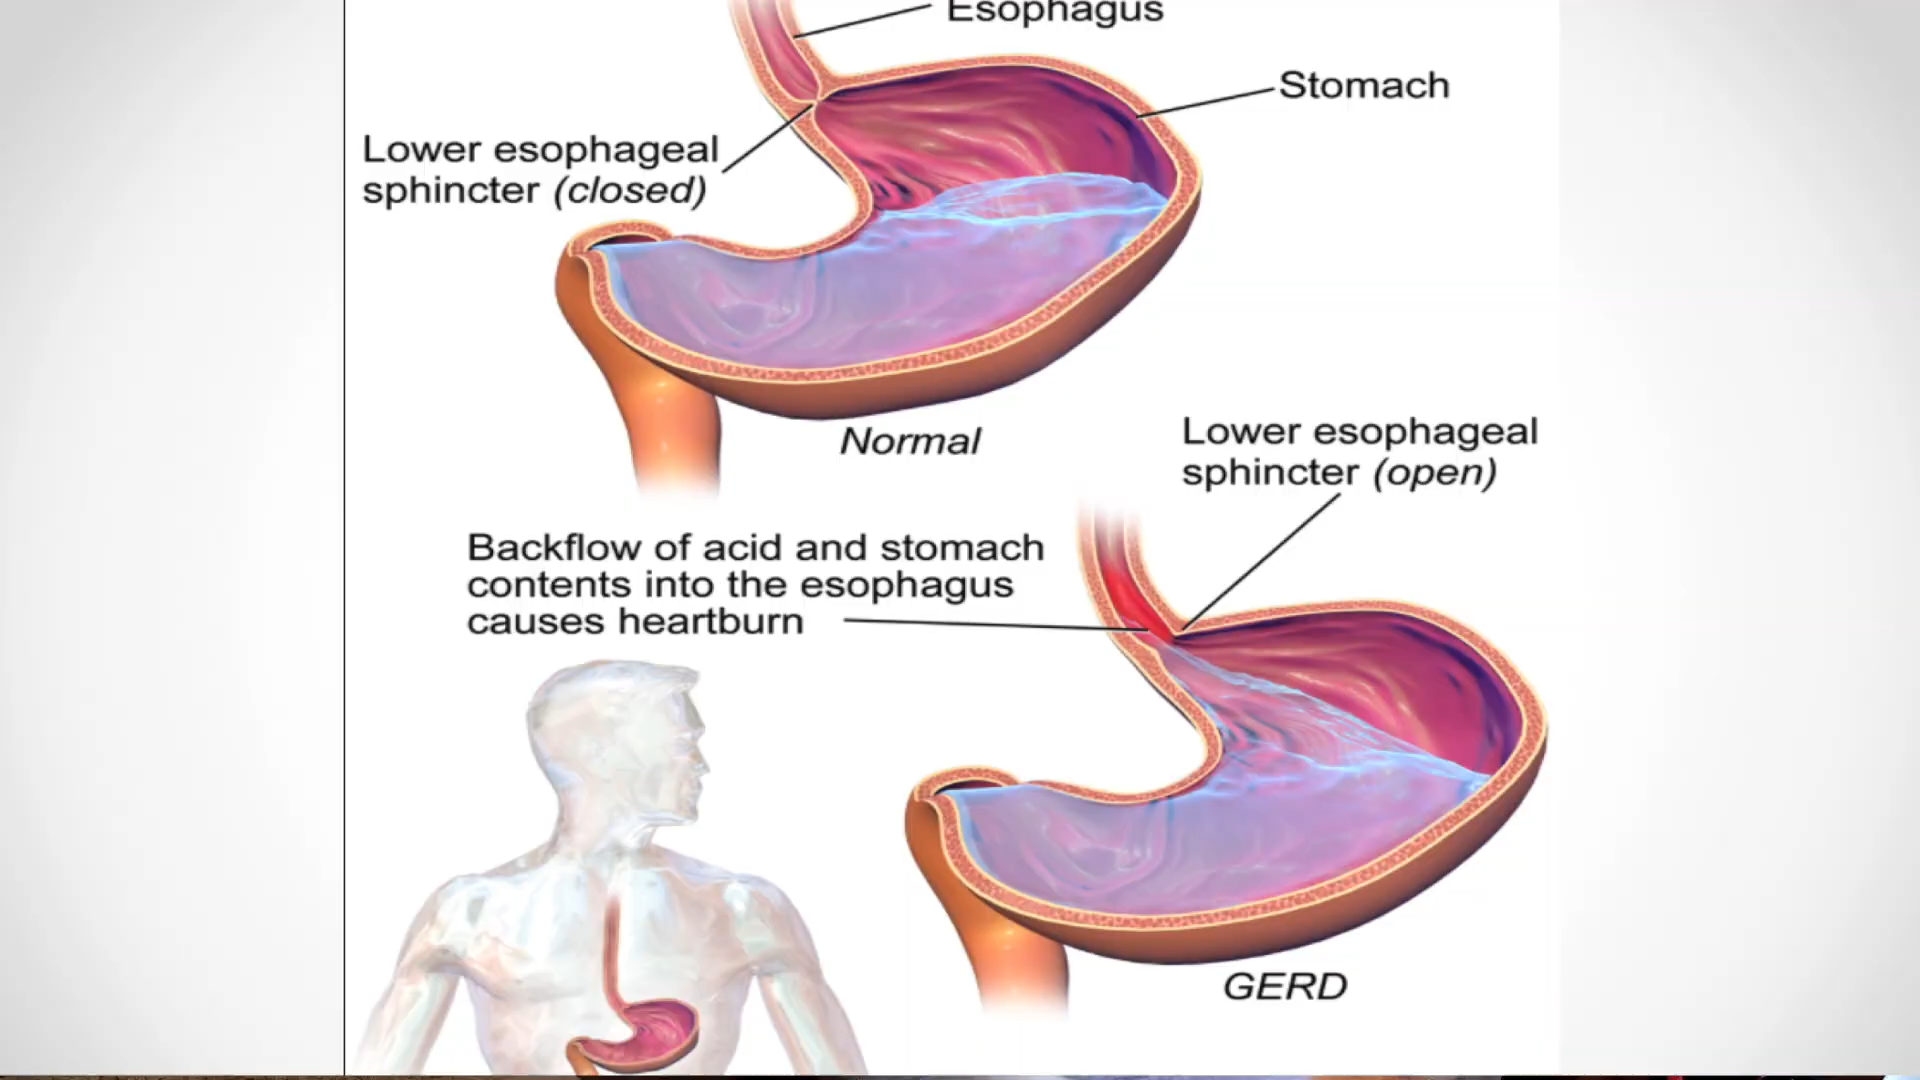 Esophagus
Stomach
Lower esophageal
sphincter (closed)
Normal
Lower esophageal
sphincter (open)
Backflow of acid and stomach
contents into the esophagus
causes heartburn
GERD